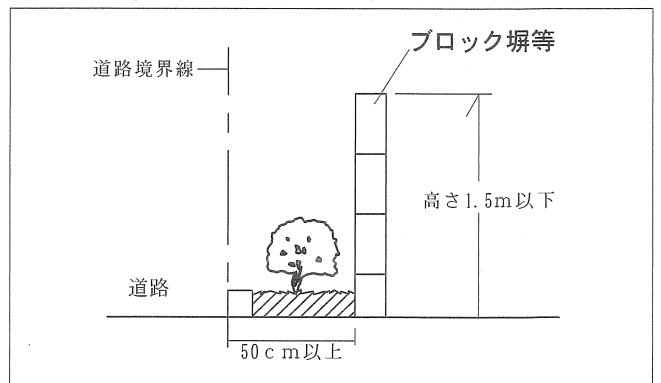 ブロック塀等
道路境界線
高さ1.5m以下
道路
50cm以上